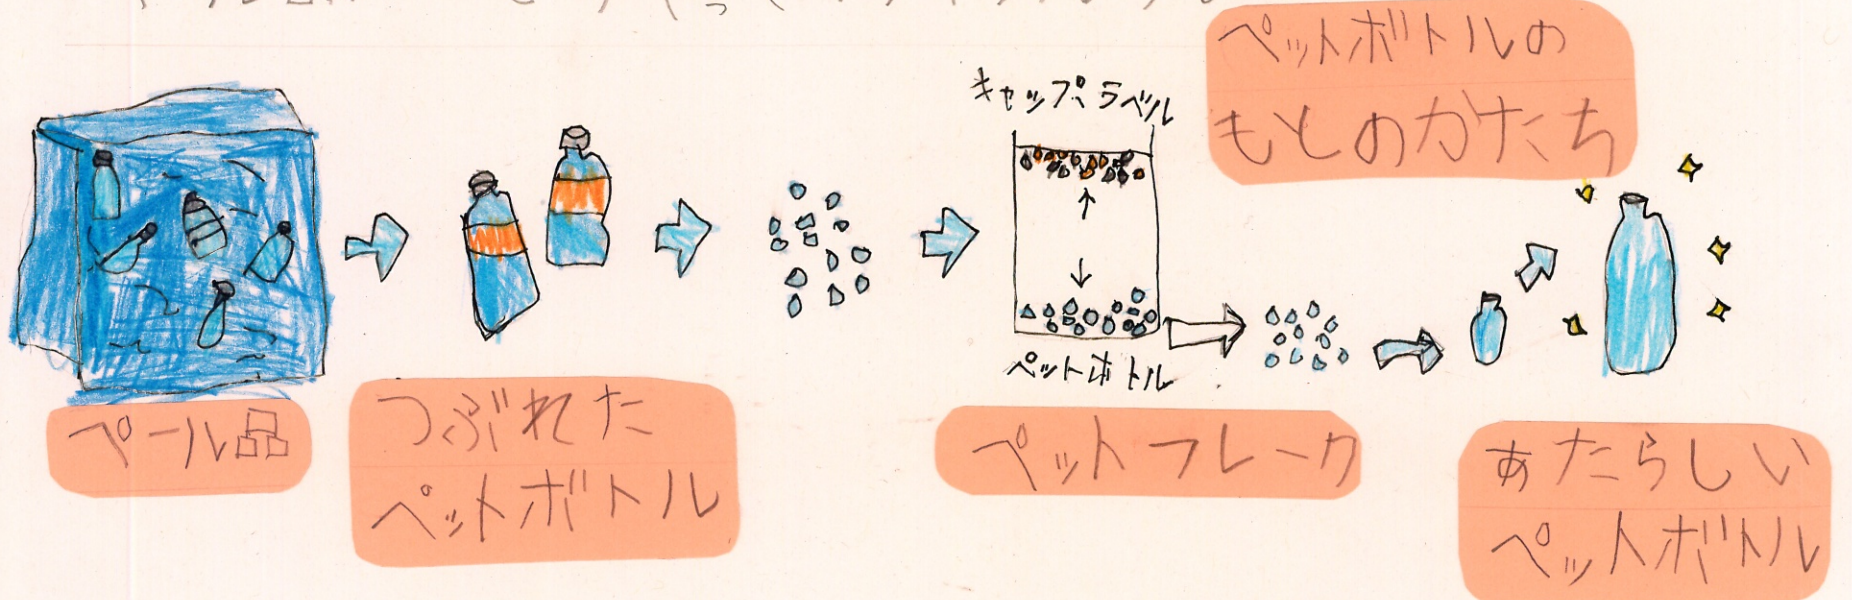 ペットボトルの
もとのかたち
キャップ、ラベル
ペットボトル
ペール品
つぶれた
ペットボトル
ペットフレーク
あたらしい
ペットボトル